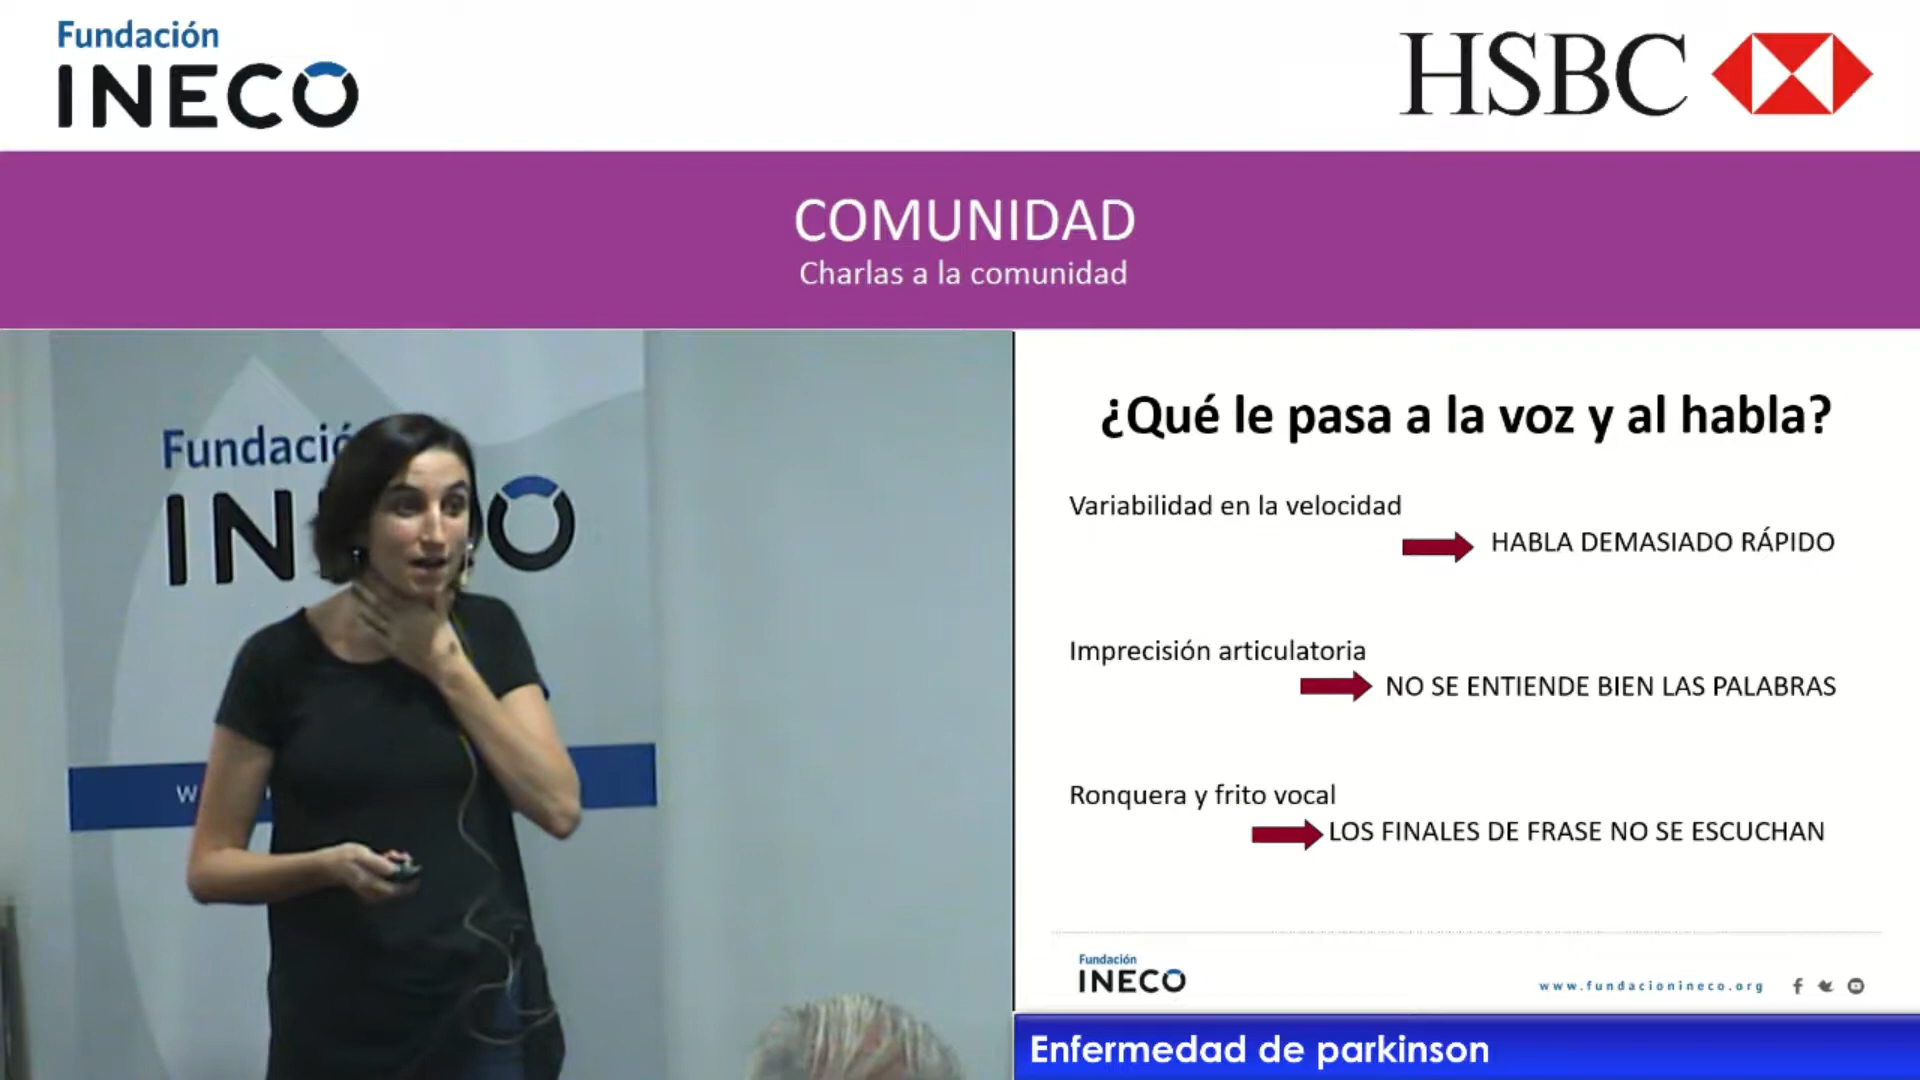 Fundación
INECO
HSBC
COMUNIDAD
Charlas a la comunidad
Fundació
IN
O
w
¿Qué le pasa a la voz y al habla?
Variabilidad en la velocidad
HABLA DEMASIADO RÁPIDO
Imprecisión articulatoria
NO SE ENTIENDE BIEN LAS PALABRAS
Ronquera y frito vocal
LOS FINALES DE FRASE NO SE ESCUCHAN
Fundación
INECO
www.fundacionineco.org
Enfermedad de parkinson